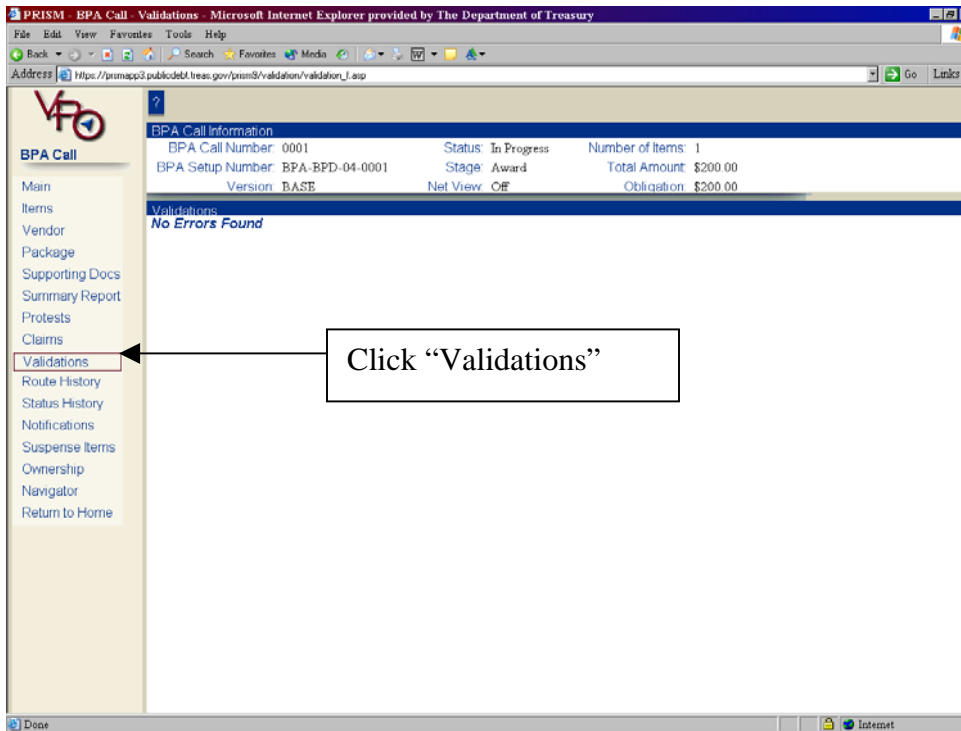 PRISM - BPA Call - Validations - Microsoft Internet Explorer provided by The Department of Treasury
File Edit View Favorites Tools Help
Back Search Favorites Media
Address https://prismapp3.publicdebt.treas.gov/prism9/validation/validation_f.asp Go Links
VPO
?
BPA Call
BPA Call Information
BPA Call Number: 0001 Status: In Progress Number of Items: 1
BPA Setup Number: BPA-BPD-04-0001 Stage: Award Total Amount: $200.00
Version: BASE Net View: Off Obligation: $200.00
Validations
No Errors Found
Main
Items
Vendor
Package
Supporting Docs
Summary Report
Protests
Claims
Validations
Route History
Status History
Notifications
Suspense Items
Ownership
Navigator
Return to Home
Click “Validations”
Done Internet